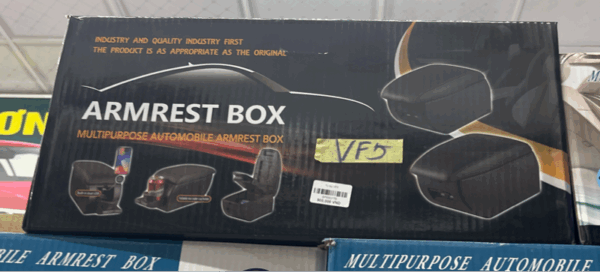 INDUSTRY AND QUALITY INDUSTRY FIRST
THE PRODUCT IS AS APPROPRIATE AS THE ORIGINAL
ARMREST BOX
MULTIPURPOSE AUTOMOBILE ARMREST BOX
VF5
ƠN
BILE ARMREST BOX
MULTIPURPOSE AUTOMOBILE